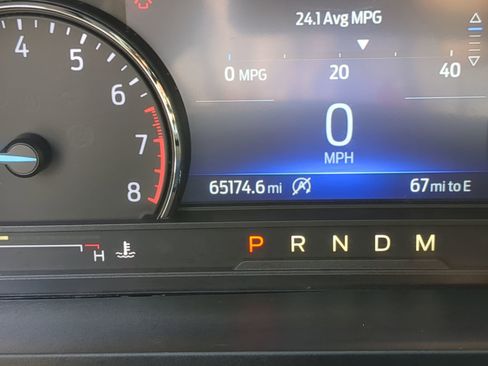 24.1 Avg MPG
0 MPG 20 40
4 5 6 7 8
0
MPH
65174.6 mi 67 mi to E
H
P R N D M